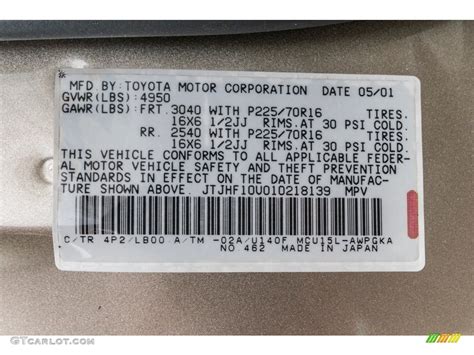 MFD.BY:TOYOTA MOTOR CORPORATION DATE 05/01
GVWR(LBS):4950
GAWR(LBS):FRT.3040 WITH P225/70R16 TIRES.
16X6 1/2JJ RIMS.AT 30 PSI COLD.
RR. 2540 WITH P225/70R16 TIRES.
16X6 1/2JJ RIMS.AT 30 PSI COLD.
THIS VEHICLE CONFORMS TO ALL APPLICABLE FEDER-
AL MOTOR VEHICLE SAFETY AND THEFT PREVENTION
STANDARDS IN EFFECT ON THE DATE OF MANUFAC-
TURE SHOWN ABOVE. JTJHF10U010218139 MPV
C/TR 4P2/LB00 A/TM -02A/U140F MCU15L-AWPGKA
NO.462 MADE IN JAPAN
GTCARLOT.COM